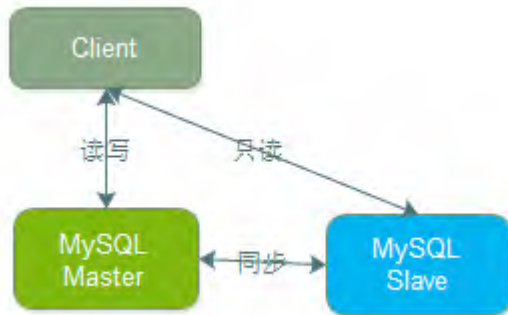 Client
读写
只读
MySQL
Master
同步
MySQL
Slave